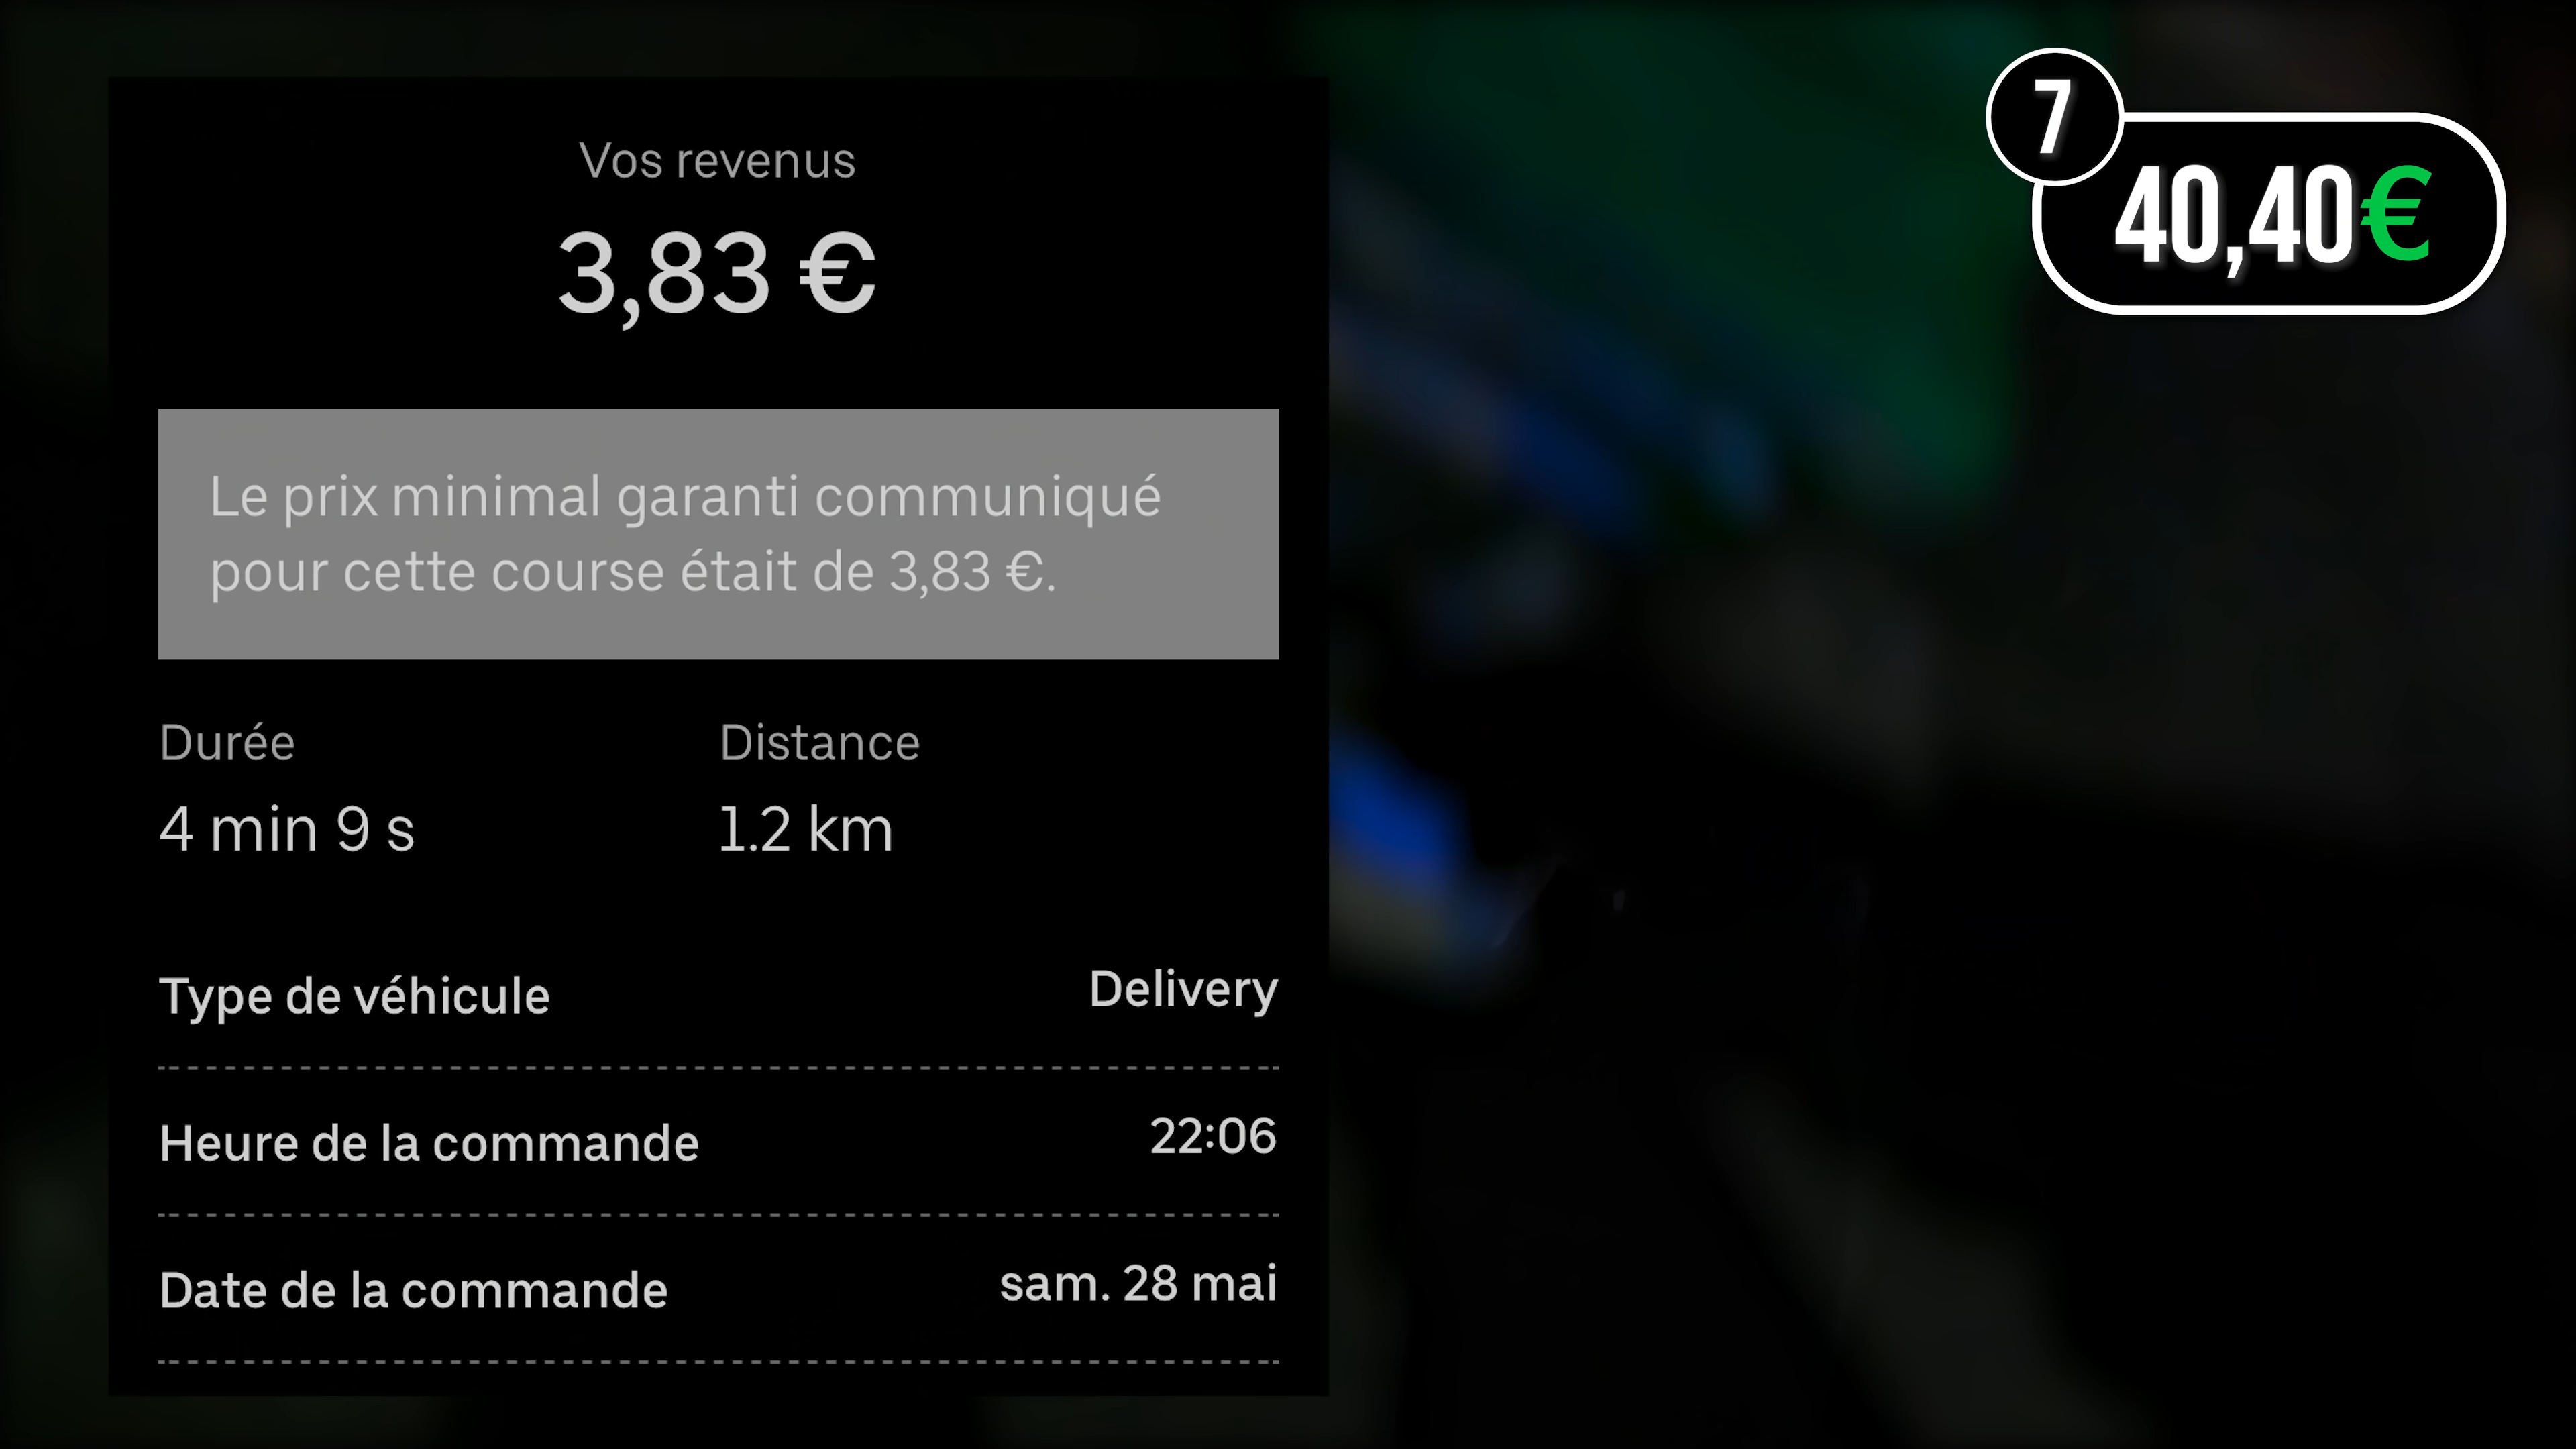 Vos revenus
3,83 €
Le prix minimal garanti communiqué
pour cette course était de 3,83 €.
Durée
Distance
4 min 9 s
1.2 km
Type de véhicule
Delivery
Heure de la commande
22:06
Date de la commande
sam. 28 mai
7
40,40€